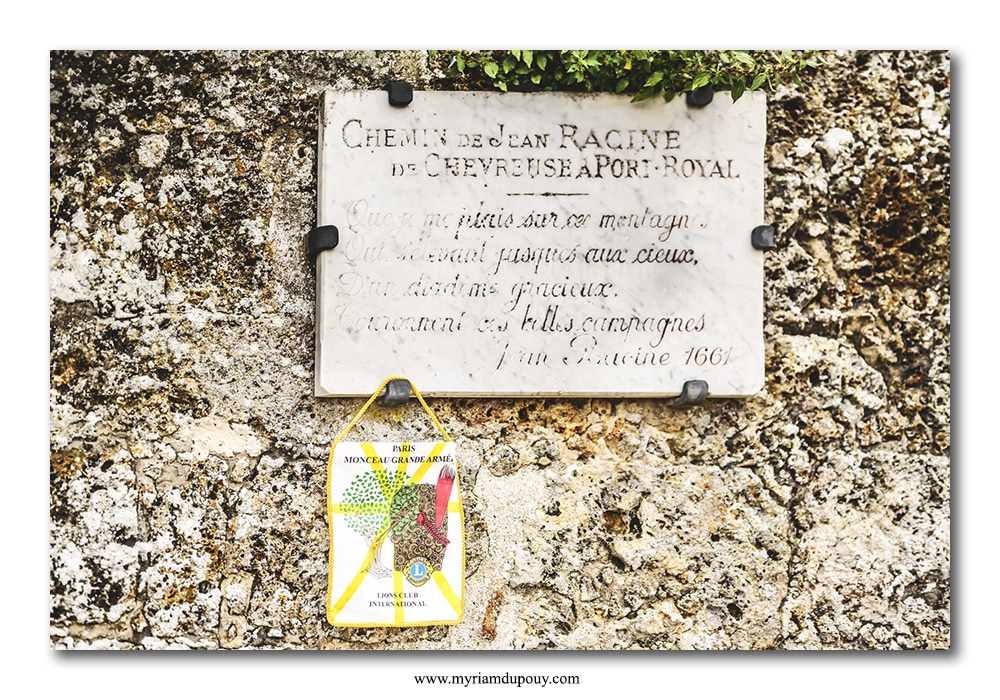 CHEMIN DE JEAN RACINE
DE CHEVREUSE A PORT-ROYAL
Que je me plais sur ces montagnes
Qui s'élevant jusques aux cieux,
D'un diadème gracieux.
Couronnent ces belles campagnes
Jean Racine 1661
PARIS
MONCEAU GRANDE ARMÉE
L
LIONS CLUB
INTERNATIONAL
www.myriamdupouy.com